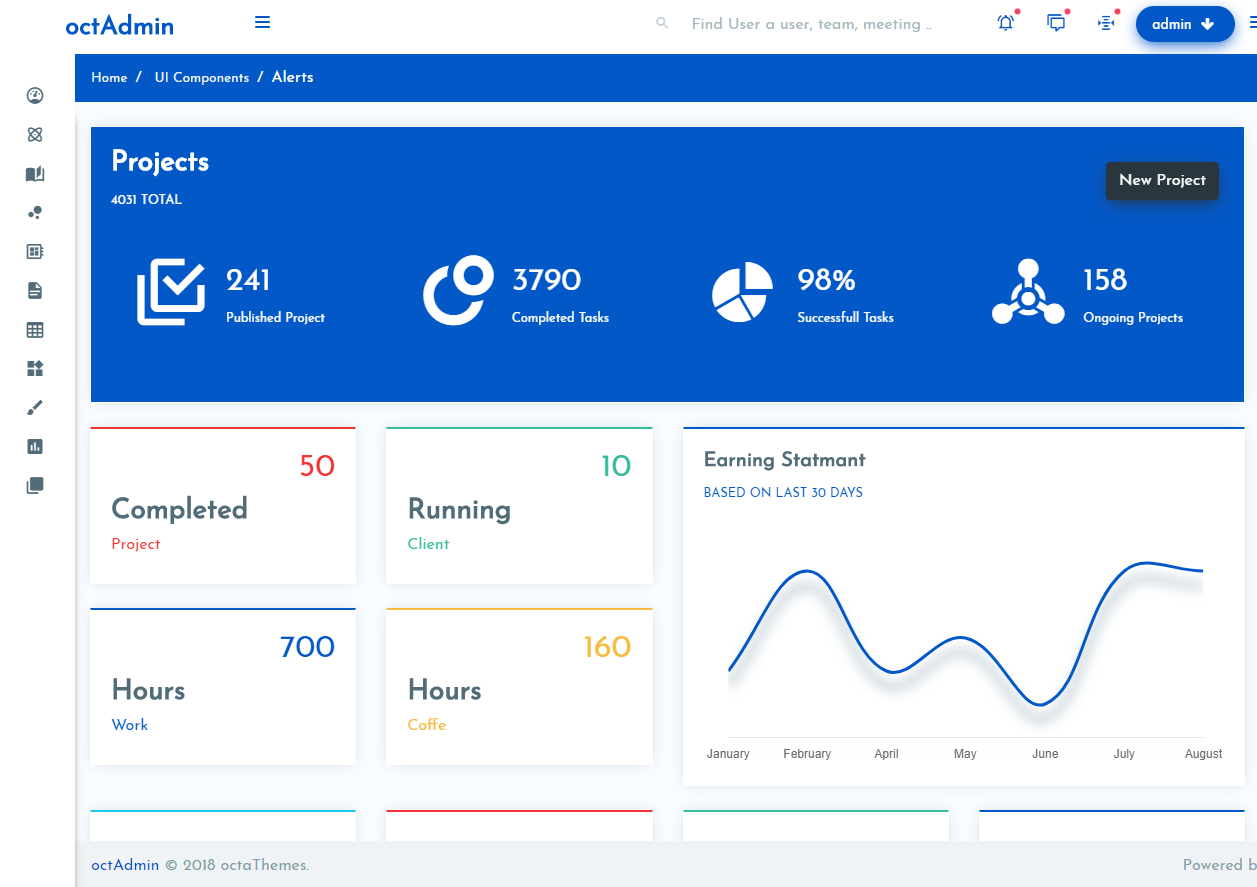 octAdmin
Find User a user, team, meeting ..
admin
Home / UI Components / Alerts
Projects
4031 TOTAL
New Project
241
Published Project
3790
Completed Tasks
98%
Successfull Tasks
158
Ongoing Projects
50
Completed
Project
10
Running
Client
Earning Statmant
BASED ON LAST 30 DAYS
January February April May June July August
700
Hours
Work
160
Hours
Coffe
octAdmin © 2018 octaThemes.
Powered b